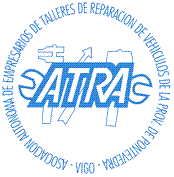 ASOCIACION AUTONOMA DE EMPRESARIOS DE TALLERES DE REPARACION DE VEHICULOS DE LA PROV. DE PONTEVEDRA - VIGO -
ATRA